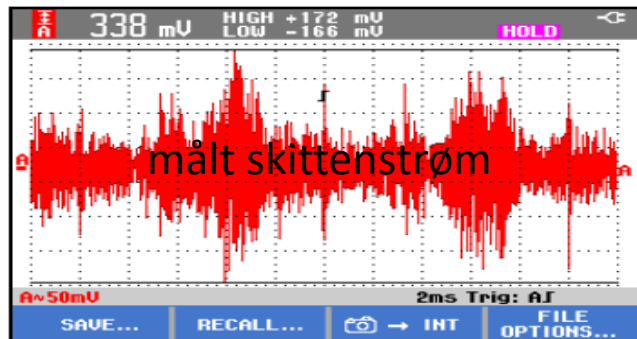 A 338 mV HIGH +172 mV
LOW -166 mV HOLD
A målt skittenstrøm A
A~50mV 2ms Trig: A
SAVE... RECALL... → INT FILE
OPTIONS...